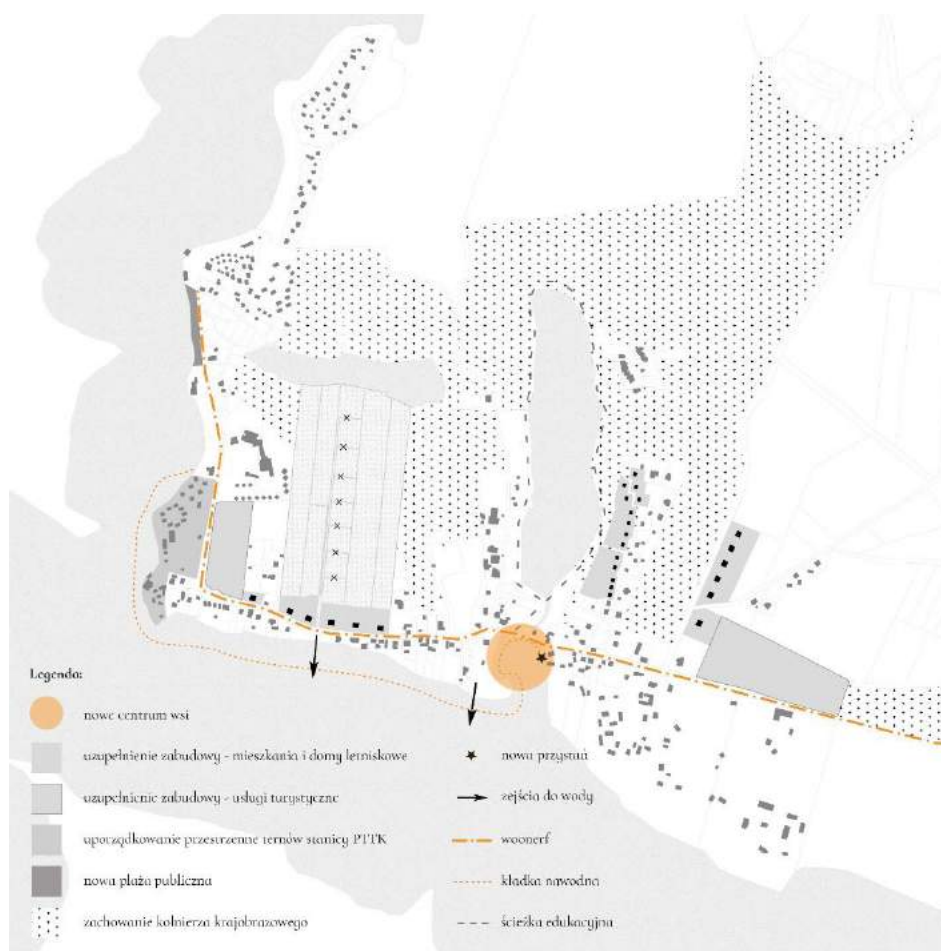 Legenda:
nowe centrum wsi
uzupełnienie zabudowy - mieszkania i domy letniskowe
uzupełnienie zabudowy - usługi turystyczne
uporządkowanie przestrzenne ternów stanicy PTTK
nowa plaża publiczna
zachowanie kołnierza krajobrazowego
nowa przystań
zejścia do wody
woonerf
kładka nawodna
ścieżka edukacyjna